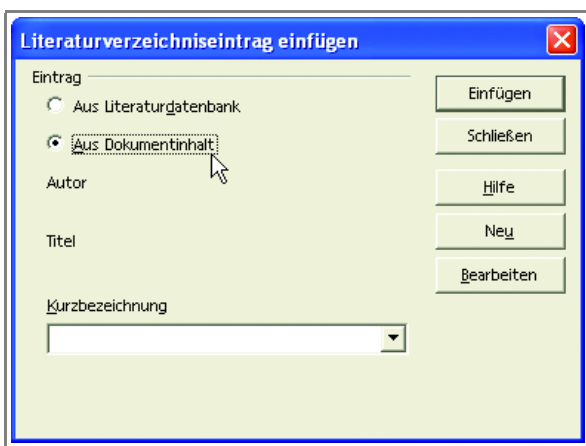 Literaturverzeichniseintrag einfügen
Eintrag
Aus Literaturdatenbank
Aus Dokumentinhalt
Autor
Titel
Kurzbezeichnung
Einfügen
Schließen
Hilfe
Neu
Bearbeiten